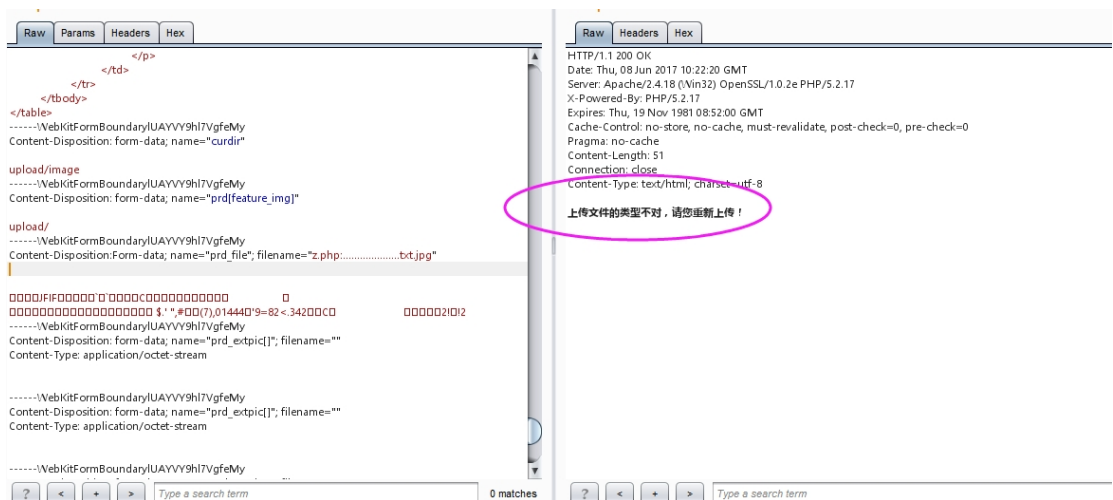 Raw Params Headers Hex
</p>
</td>
</tr>
</tbody>
</table>
------WebKitFormBoundarylUAYVY9hl7VgfeMy
Content-Disposition: form-data; name="curdir"
upload/image
------WebKitFormBoundarylUAYVY9hl7VgfeMy
Content-Disposition: form-data; name="prd[feature_img]"
upload/
------WebKitFormBoundarylUAYVY9hl7VgfeMy
Content-Disposition:Form-data; name="prd_file"; filename="z.php:....................txt.jpg"
------WebKitFormBoundarylUAYVY9hl7VgfeMy
Content-Disposition: form-data; name="prd_extpic[]"; filename=""
Content-Type: application/octet-stream
------WebKitFormBoundarylUAYVY9hl7VgfeMy
Content-Disposition: form-data; name="prd_extpic[]"; filename=""
Content-Type: application/octet-stream
------WebKitFormBoundarylUAYVY9hl7VgfeMy
? < + > Type a search term 0 matches
Raw Headers Hex
HTTP/1.1 200 OK
Date: Thu, 08 Jun 2017 10:22:20 GMT
Server: Apache/2.4.18 (Win32) OpenSSL/1.0.2e PHP/5.2.17
X-Powered-By: PHP/5.2.17
Expires: Thu, 19 Nov 1981 08:52:00 GMT
Cache-Control: no-store, no-cache, must-revalidate, post-check=0, pre-check=0
Pragma: no-cache
Content-Length: 51
Connection: close
Content-Type: text/html; charset=utf-8
上传文件的类型不对，请您重新上传！
? < + > Type a search term